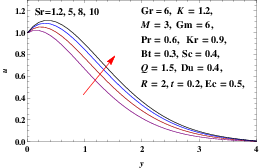 Sr=1.2, 5, 8, 10
Gr = 6, K = 1.2,
M = 3, Gm = 6,
Pr = 0.6, Kr = 0.9,
Bt = 0.3, Sc = 0.4,
Q = 1.5, Du = 0.4,
R = 2, t = 0.2, Ec = 0.5,
1.2
1.0
0.8
0.6
0.4
0.2
0.0
u
0 1 2 3 4
y